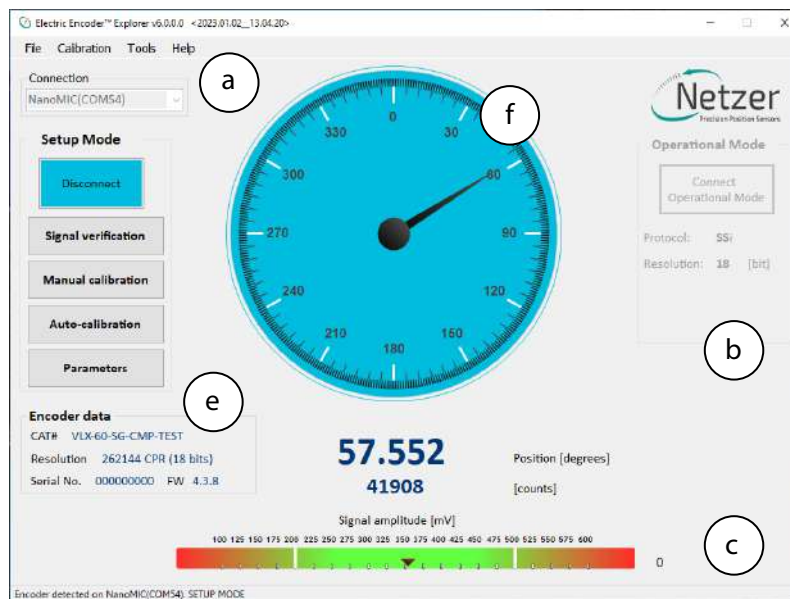 Electric Encoder™ Explorer v6.0.0.0 <2023.01.02__13.04.20>
File Calibration Tools Help
a
Connection
NanoMIC(COM54)
Setup Mode
Disconnect
Signal verification
Manual calibration
Auto-calibration
Parameters
e
Encoder data
CAT# VLX-60-SG-CMP-TEST
Resolution 262144 CPR (18 bits)
Serial No. 000000000 FW 4.3.8
f
0
30
60
90
120
150
180
210
240
270
300
330
57.552 Position [degrees]
41908 [counts]
Netzer
Precision Position Sensors
Operational Mode
Connect
Operational Mode
Protocol: SSi
Resolution: 18 [bit]
b
Signal amplitude [mV]
100 125 150 175 200 225 250 275 300 325 350 375 400 425 450 475 500 525 550 575 600
0
c
Encoder detected on NanoMIC(COM54). SETUP MODE